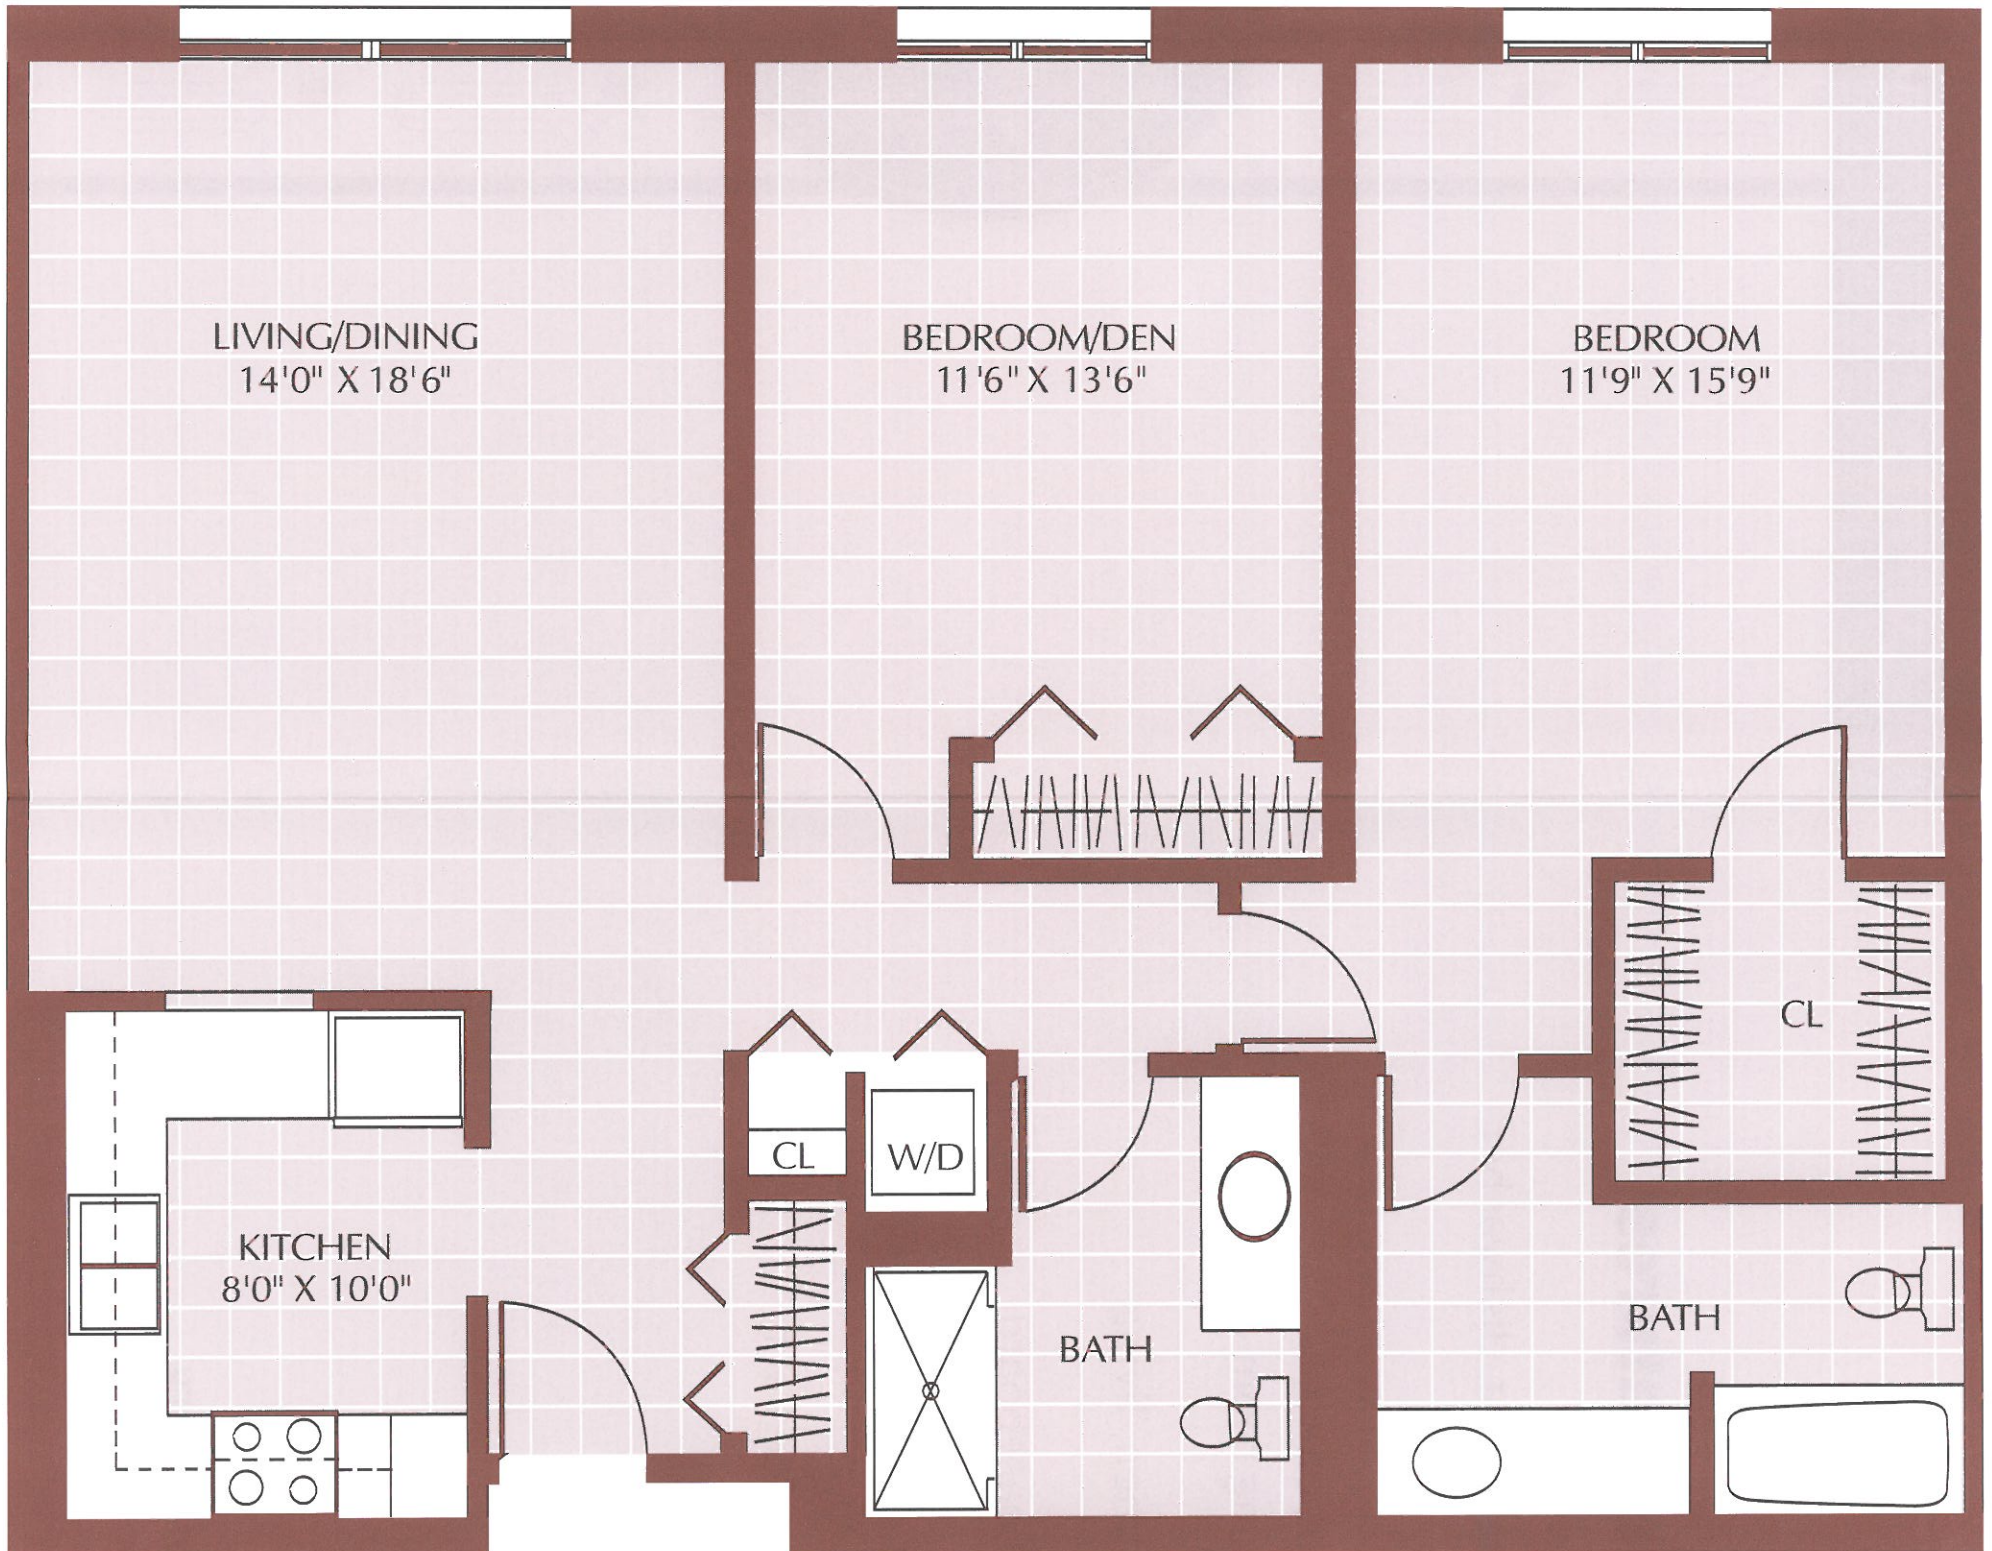 LIVING/DINING
14'0" X 18'6"
BEDROOM/DEN
11'6" X 13'6"
BEDROOM
11'9" X 15'9"
CL
CL
W/D
KITCHEN
8'0" X 10'0"
BATH
BATH